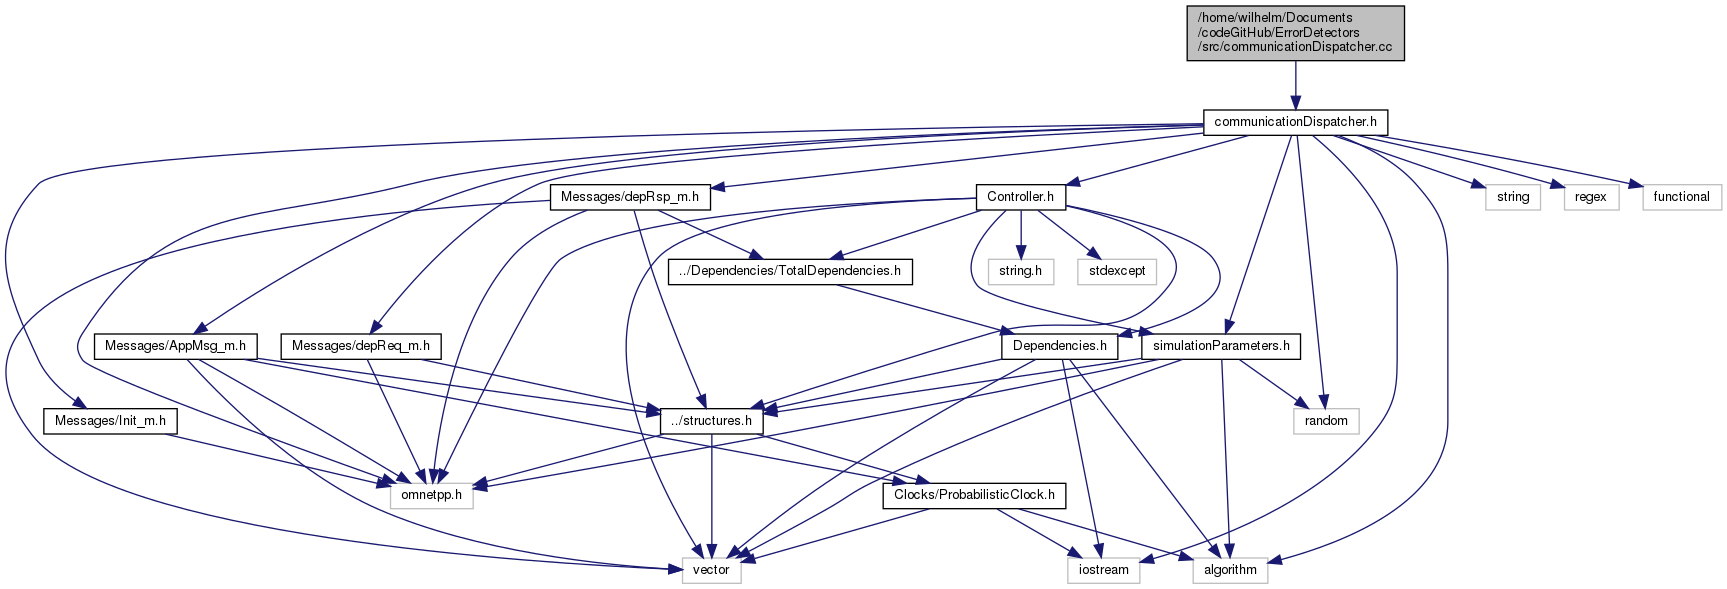 /home/wilhelm/Documents
/codeGitHub/ErrorDetectors
/src/communicationDispatcher.cc
communicationDispatcher.h
Messages/depRsp_m.h
Controller.h
string
regex
functional
../Dependencies/TotalDependencies.h
string.h
stdexcept
Messages/AppMsg_m.h
Messages/depReq_m.h
Dependencies.h
simulationParameters.h
Messages/Init_m.h
../structures.h
random
omnetpp.h
Clocks/ProbabilisticClock.h
vector
iostream
algorithm